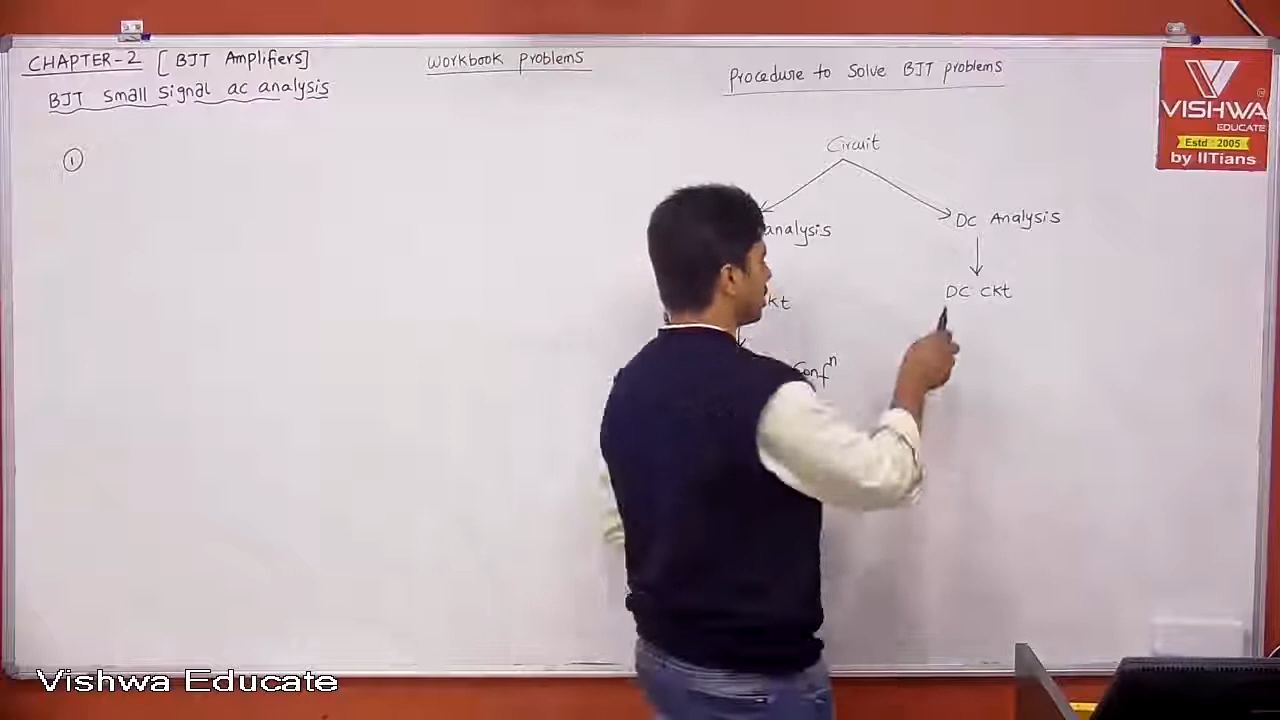 CHAPTER-2 [BJT Amplifiers]
BJT small signal ac analysis
Workbook problems
Procedure to solve BJT problems
①
Circuit
analysis
DC Analysis
DC CKT
KT
Confⁿ
VISHWA
EDUCATE
Estd : 2005
by IITians
Vishwa Educate